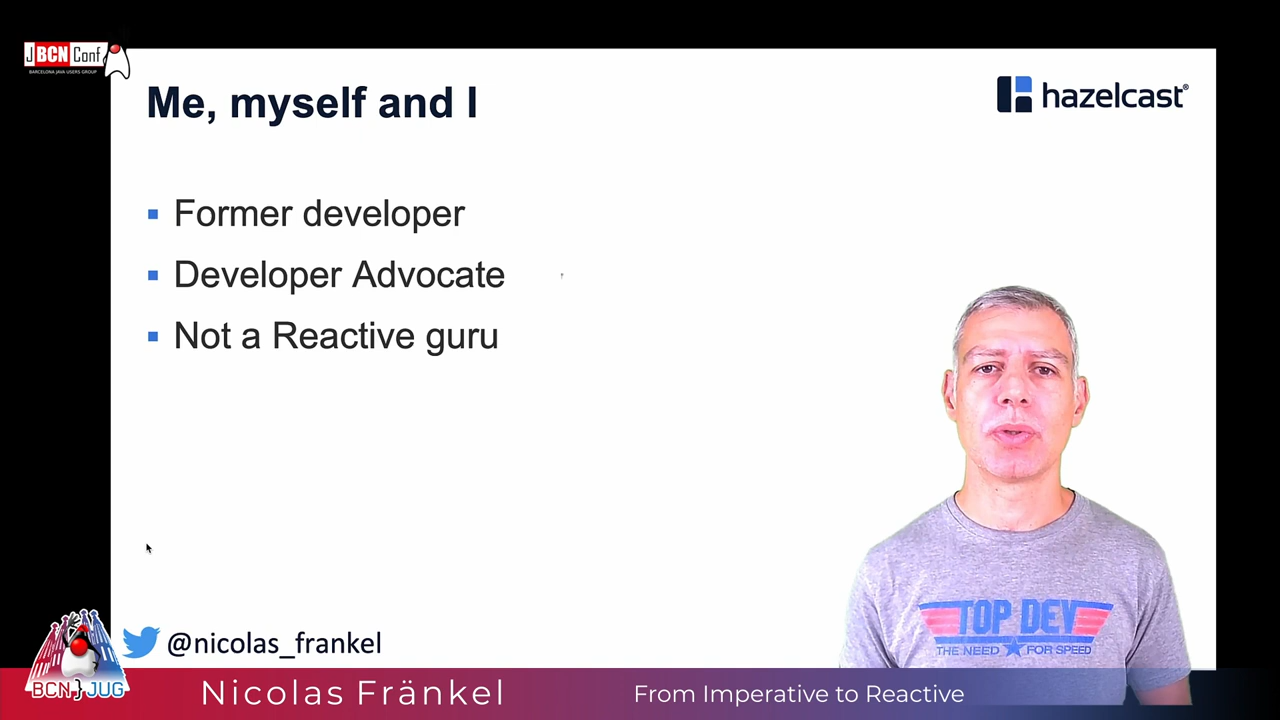 JBCNConf
BARCELONA JAVA USERS GROUP
Me, myself and I
hazelcast®
Former developer
Developer Advocate
Not a Reactive guru
TOP DEV
THE NEED FOR SPEED
@nicolas_frankel
BCN}JUG
Nicolas Fränkel
From Imperative to Reactive